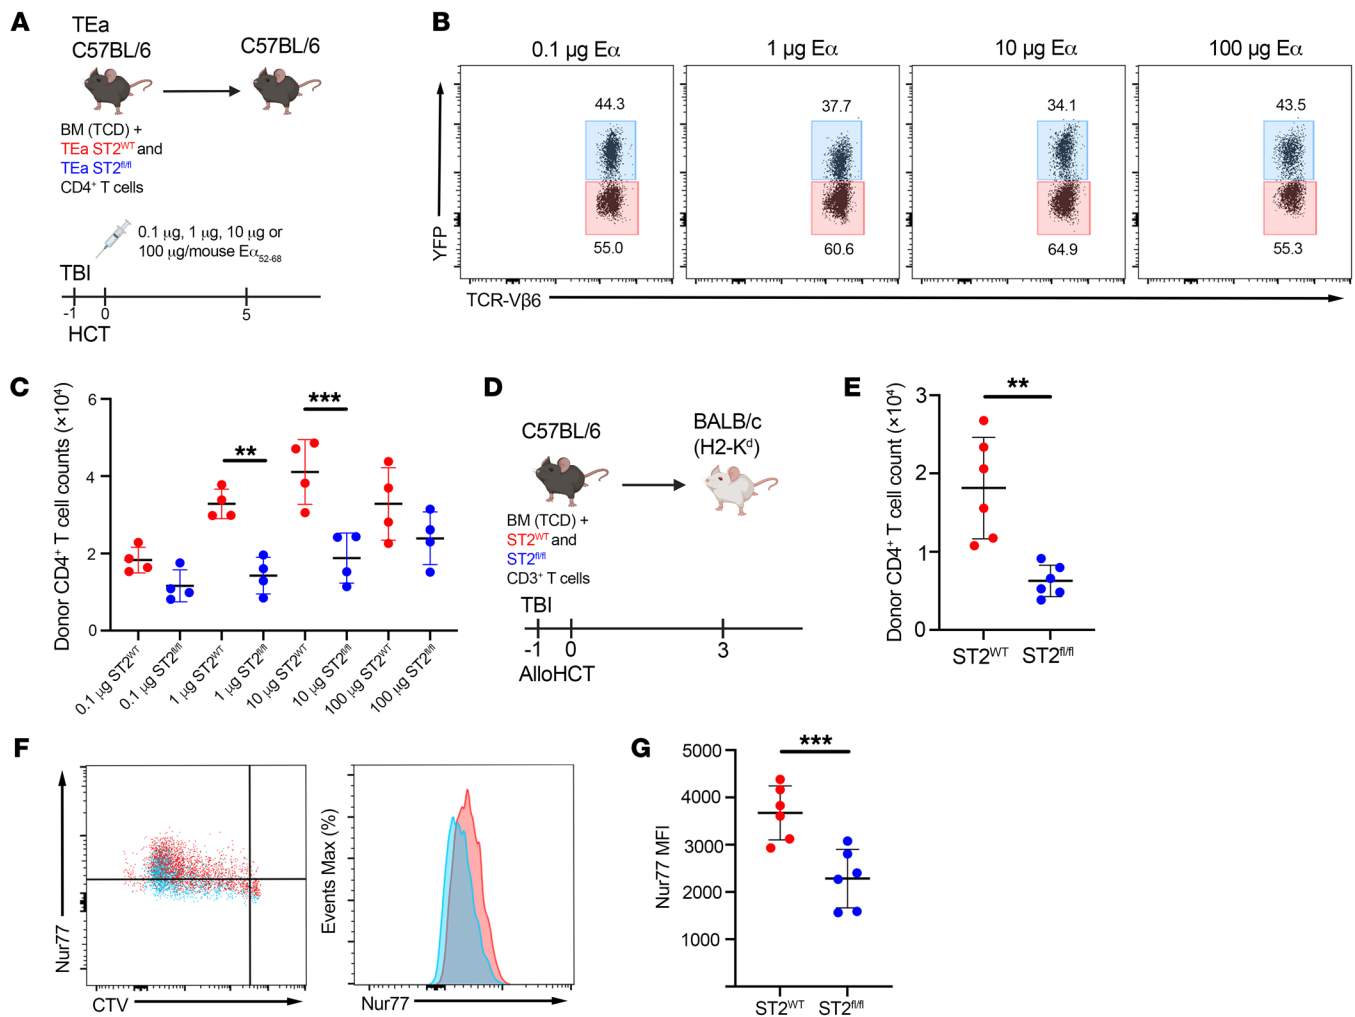 A
TEa
C57BL/6
C57BL/6
BM (TCD) +
TEa ST2WT and
TEa ST2fl/fl
CD4+ T cells
0.1 µg, 1 µg, 10 µg or
100 µg/mouse Eα52-68
TBI
-1 0 5
HCT
B
0.1 µg Eα
1 µg Eα
10 µg Eα
100 µg Eα
44.3
37.7
34.1
43.5
55.0
60.6
64.9
55.3
YFP
TCR-Vβ6
C
Donor CD4+ T cell counts (×10⁴)
6
4
2
0
**
***
0.1 µg ST2WT
0.1 µg ST2fl/fl
1 µg ST2WT
1 µg ST2fl/fl
10 µg ST2WT
10 µg ST2fl/fl
100 µg ST2WT
100 µg ST2fl/fl
D
C57BL/6
BALB/c
(H2-Kd)
BM (TCD) +
ST2WT and
ST2fl/fl
CD3+ T cells
TBI
-1 0 3
AlloHCT
E
Donor CD4+ T cell count (×10⁴)
3
2
1
0
**
ST2WT
ST2fl/fl
F
Nur77
CTV
Events Max (%)
Nur77
G
Nur77 MFI
5000
4000
3000
2000
1000
***
ST2WT
ST2fl/fl